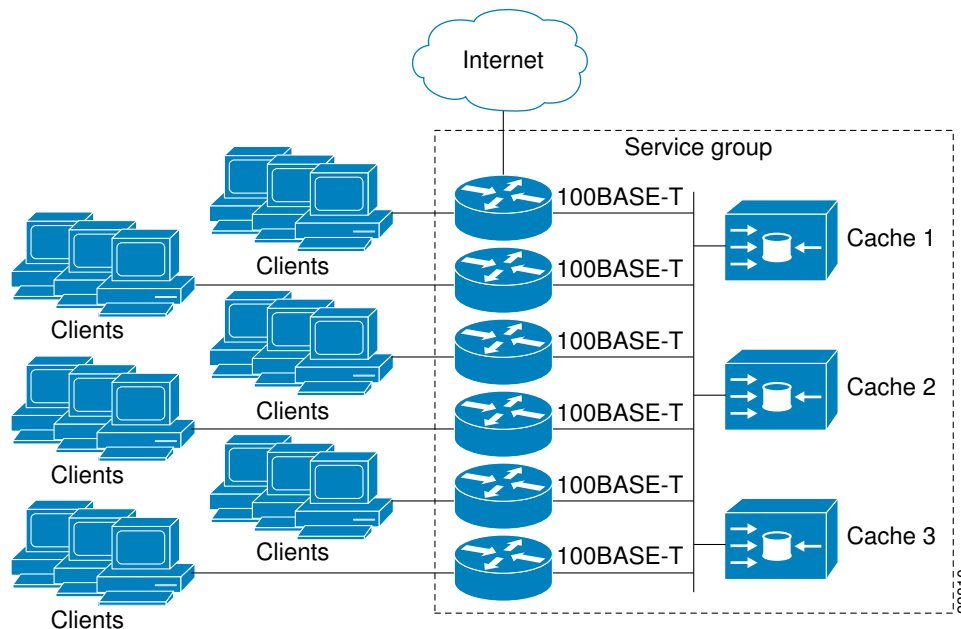 Internet
Service group
100BASE-T
Cache 1
Clients
100BASE-T
Clients
100BASE-T
Clients
Cache 2
100BASE-T
Clients
100BASE-T
Clients
Cache 3
100BASE-T
Clients